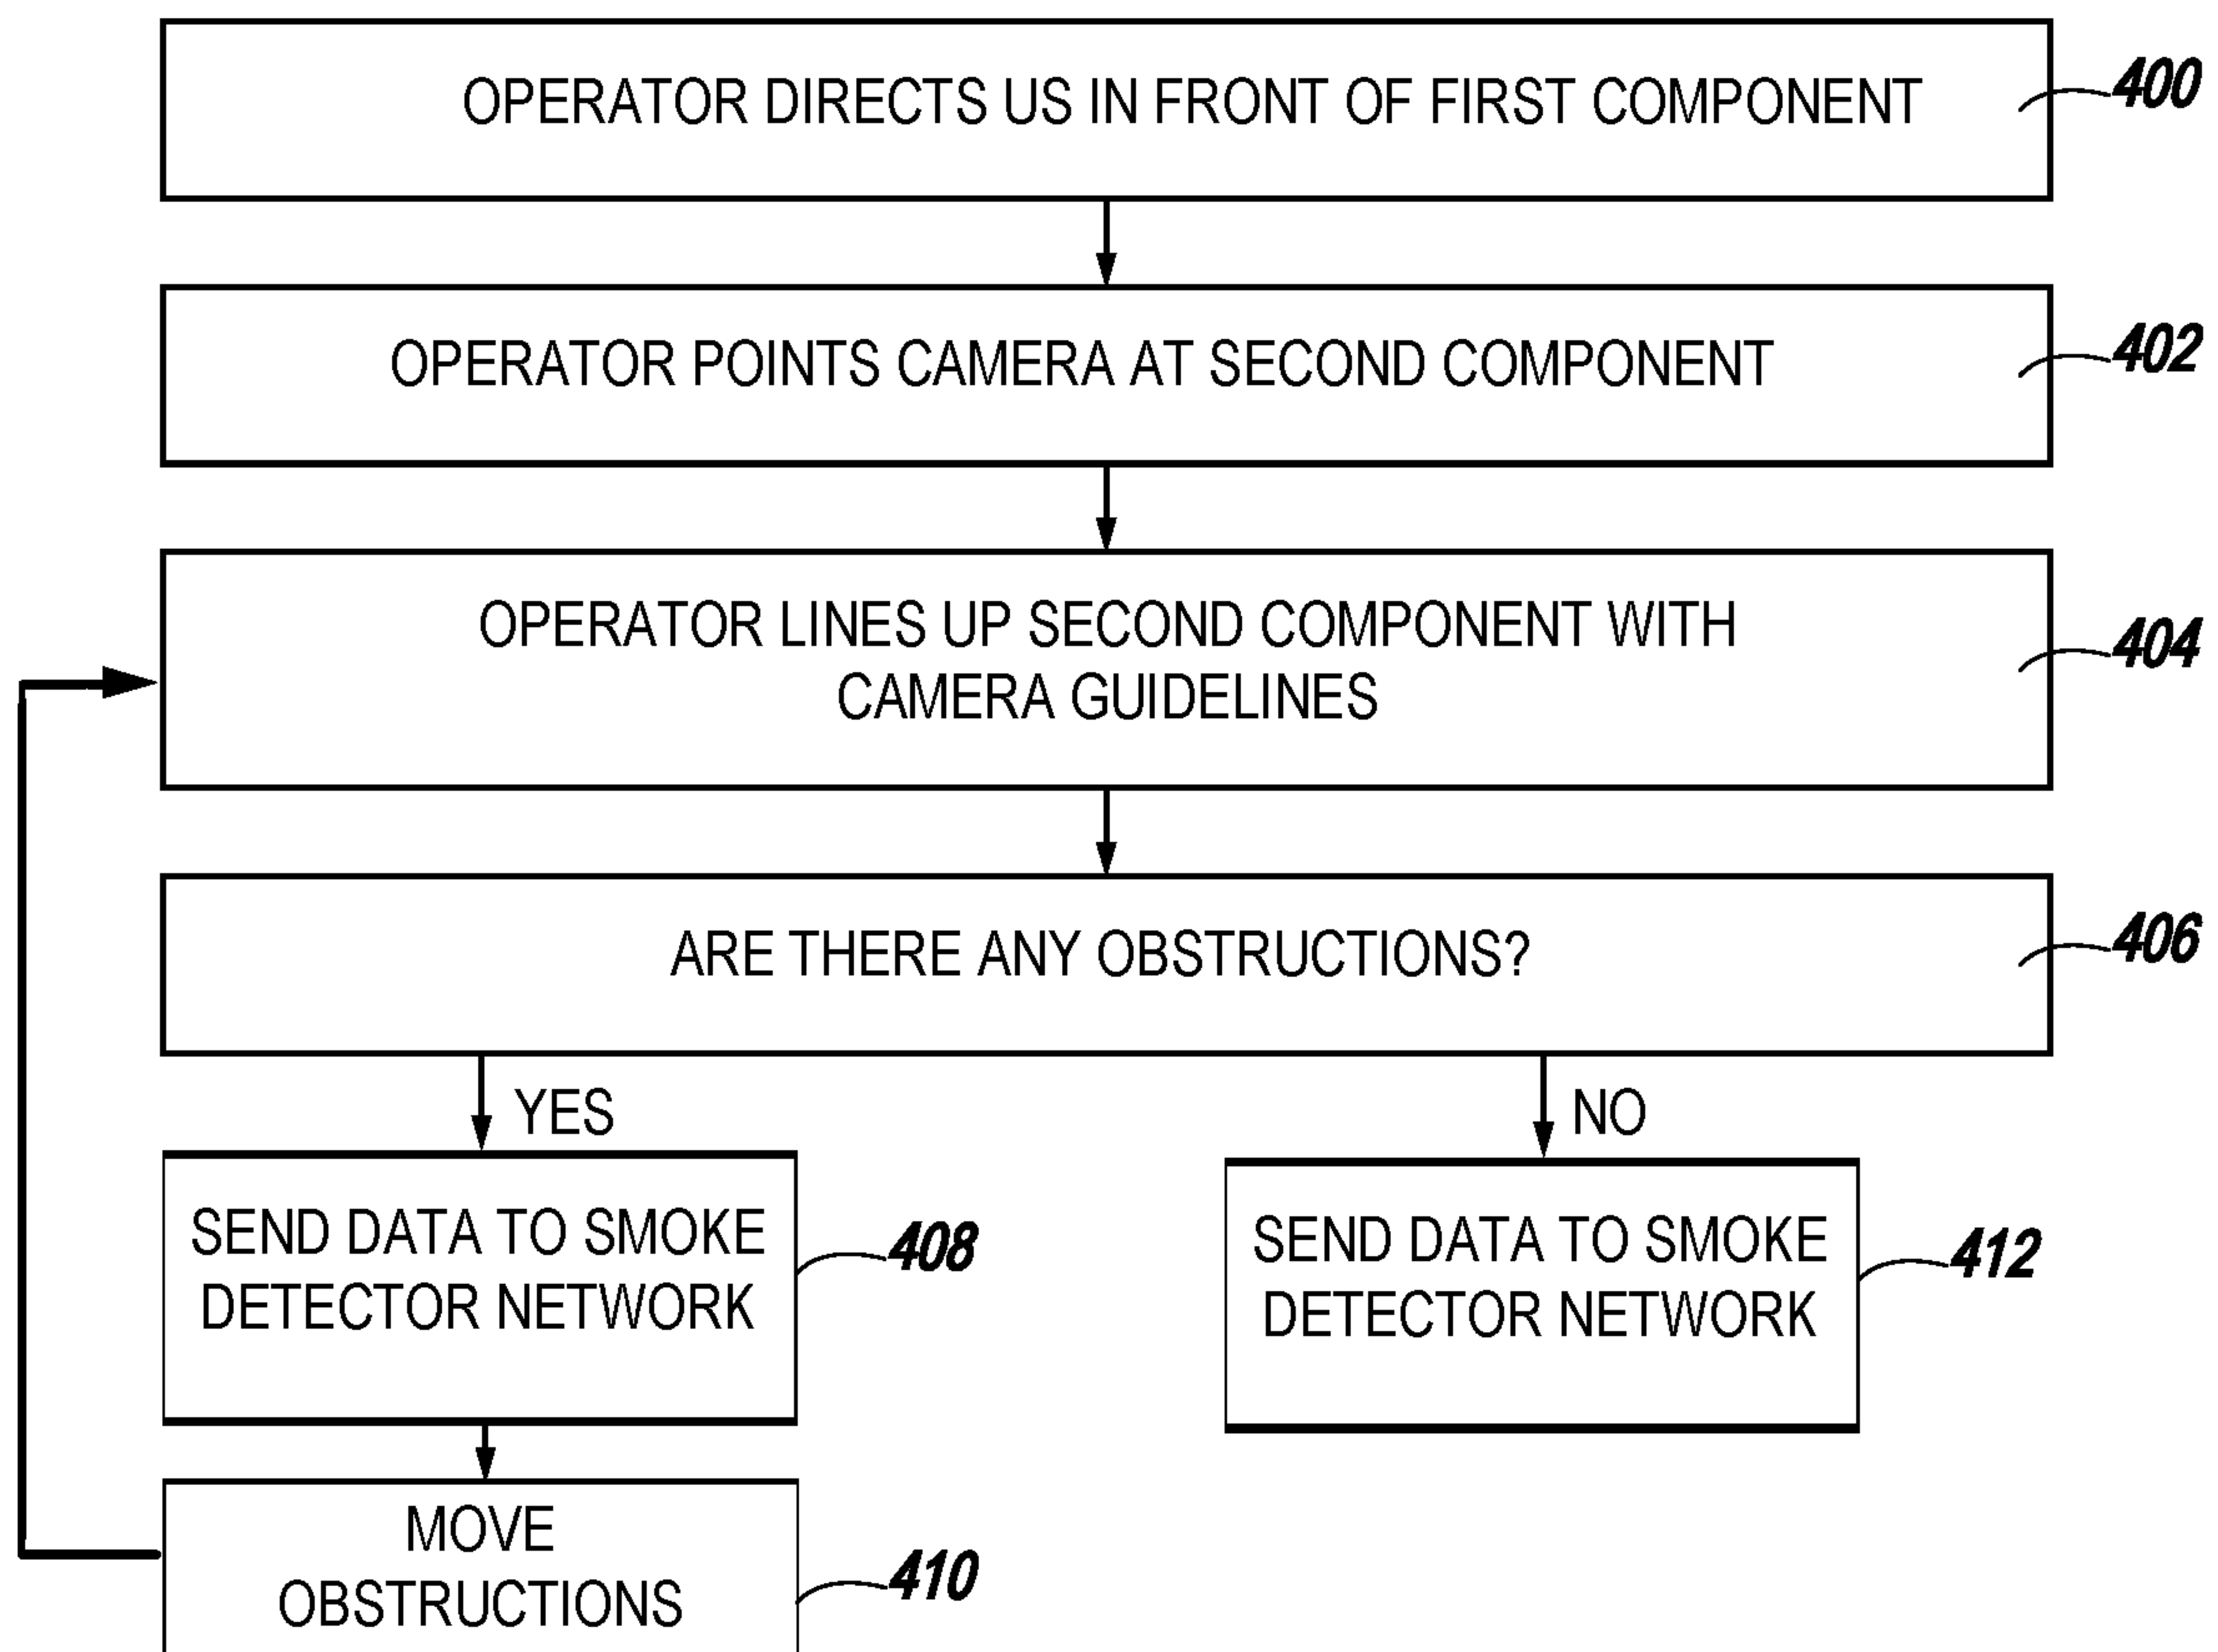 OPERATOR DIRECTS US IN FRONT OF FIRST COMPONENT
400
OPERATOR POINTS CAMERA AT SECOND COMPONENT
402
OPERATOR LINES UP SECOND COMPONENT WITH
CAMERA GUIDELINES
404
ARE THERE ANY OBSTRUCTIONS?
406
YES
NO
SEND DATA TO SMOKE
DETECTOR NETWORK
408
SEND DATA TO SMOKE
DETECTOR NETWORK
412
MOVE
OBSTRUCTIONS
410